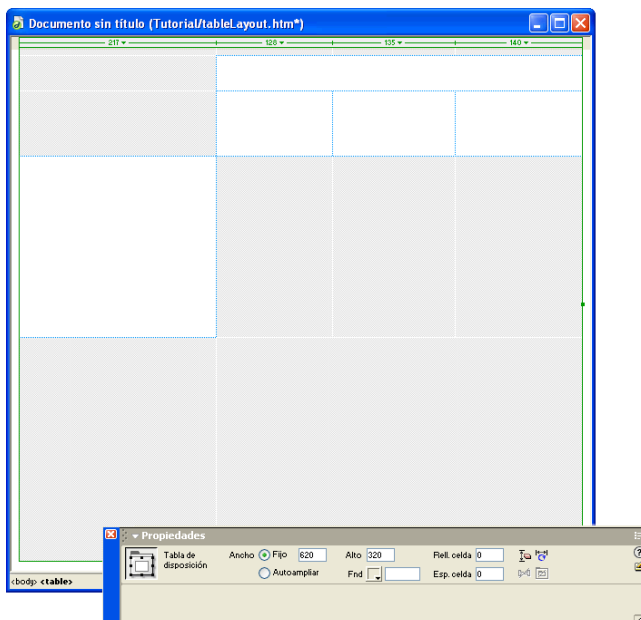 Documento sin título (Tutorial/tableLayout.htm*)
217 128 135 140
Propiedades
Tabla de disposición
Ancho Fijo 620 Alto 320 Rell. celda 0
Autoampliar Fnd Esp. celda 0
<body> <table>